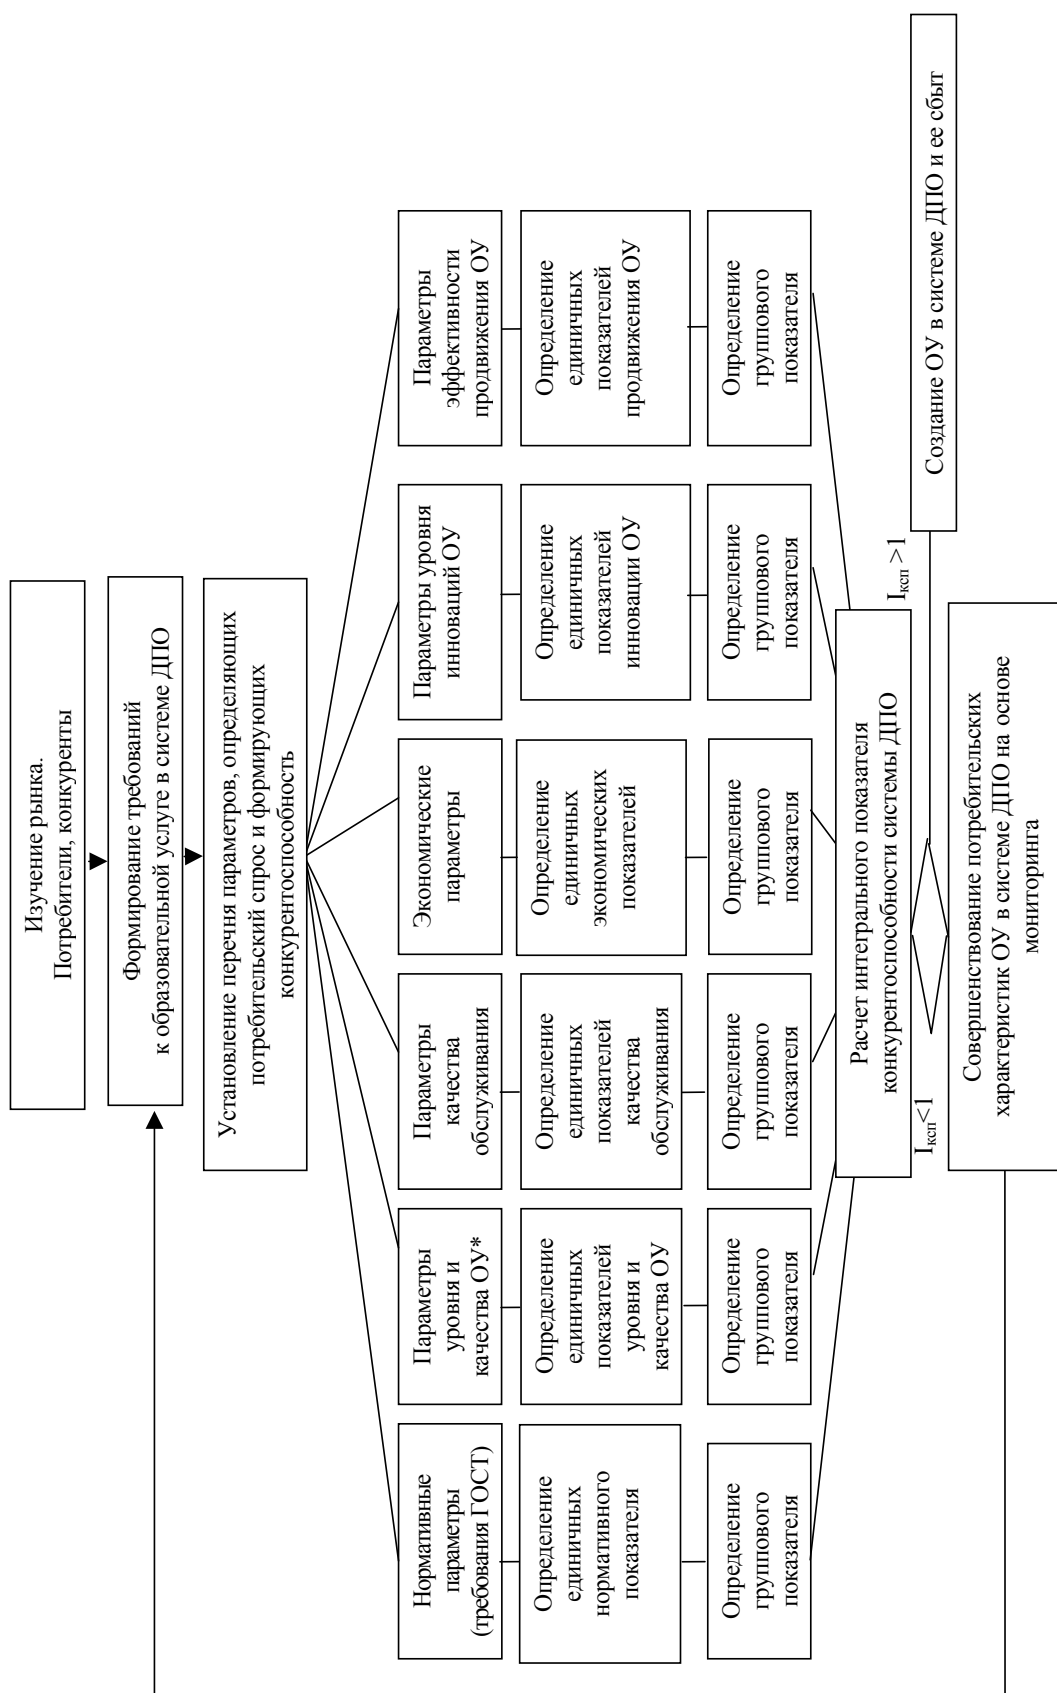 Изучение рынка.
Потребители, конкуренты
Формирование требований
к образовательной услуге в системе ДПО
Установление перечня параметров, определяющих
потребительский спрос и формирующих
конкурентоспособность
Нормативные
параметры
(требования ГОСТ)
Параметры
уровня и
качества ОУ*
Параметры
качества
обслуживания
Экономические
параметры
Параметры уровня
инноваций ОУ
Параметры
эффективности
продвижения ОУ
Определение
единичных
нормативного
показателя
Определение
единичных
показателей
уровня и
качества ОУ
Определение
единичных
показателей
качества
обслуживания
Определение
единичных
экономических
показателей
Определение
единичных
показателей
инновации ОУ
Определение
единичных
показателей
продвижения ОУ
Определение
группового
показателя
Определение
группового
показателя
Определение
группового
показателя
Определение
группового
показателя
Определение
группового
показателя
Определение
группового
показателя
Расчет интегрального показателя
конкурентоспособности системы ДПО
Iксп<1
Iксп >1
Создание ОУ в системе ДПО и ее сбыт
Совершенствование потребительских
характеристик ОУ в системе ДПО на основе
мониторинга